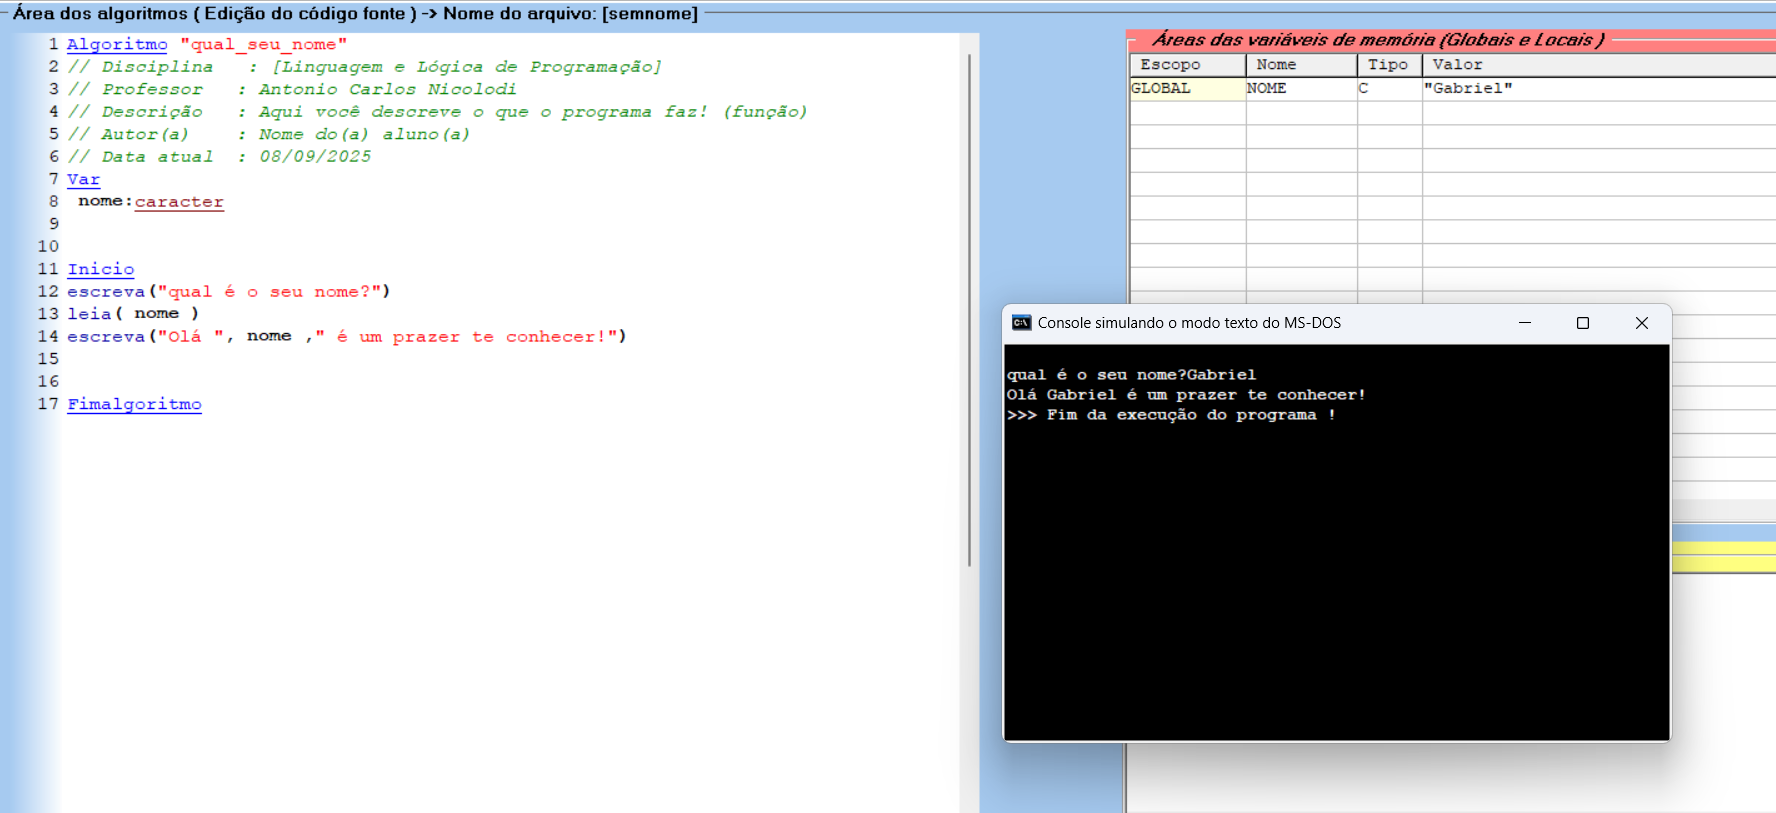 Área dos algoritmos ( Edição do código fonte ) -> Nome do arquivo: [semnome]
1 Algoritmo "qual_seu_nome"
2 // Disciplina   : [Linguagem e Lógica de Programação]
3 // Professor   : Antonio Carlos Nicolodi
4 // Descrição   : Aqui você descreve o que o programa faz! (função)
5 // Autor(a)    : Nome do(a) aluno(a)
6 // Data atual  : 08/09/2025
7 Var
8  nome:caracter
9
10
11 Inicio
12 escreva("qual é o seu nome?")
13 leia( nome )
14 escreva("Olá ", nome ," é um prazer te conhecer!")
15
16
17 Fimalgoritmo
Áreas das variáveis de memória (Globais e Locais )
Escopo Nome Tipo Valor
GLOBAL NOME C "Gabriel"
Console simulando o modo texto do MS-DOS
qual é o seu nome?Gabriel
Olá Gabriel é um prazer te conhecer!
>>> Fim da execução do programa !